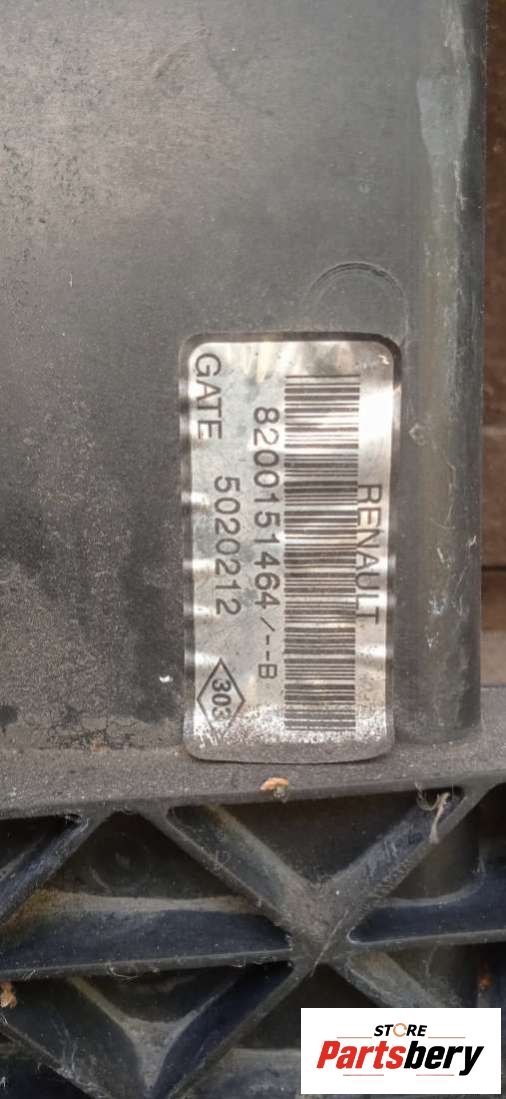 RENAULT
8200151464/--B
GATE 5020212
303
STORE
Partsbery